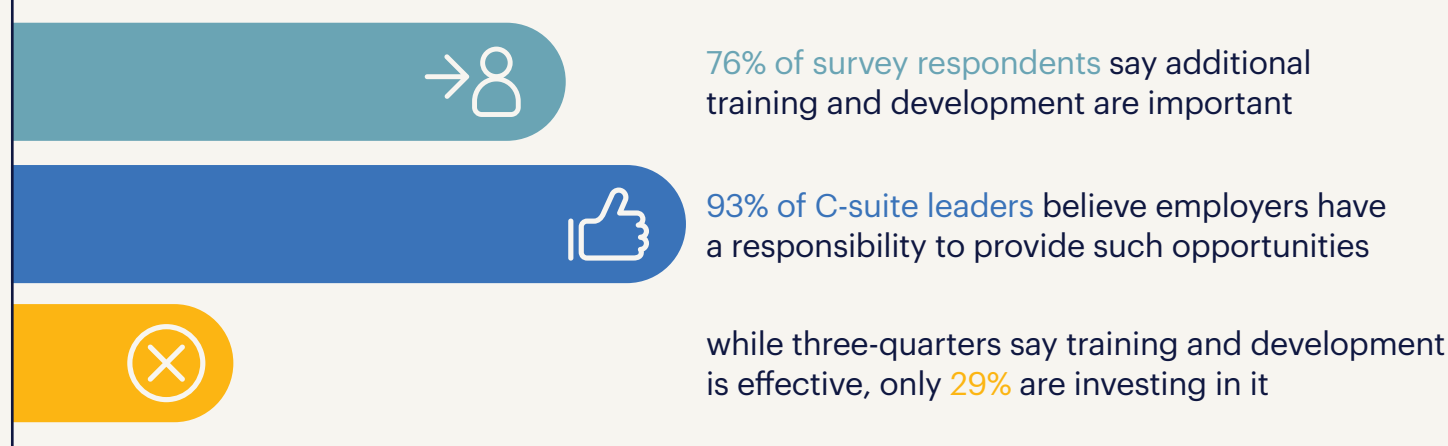 76% of survey respondents say additional
training and development are important
93% of C-suite leaders believe employers have
a responsibility to provide such opportunities
while three-quarters say training and development
is effective, only 29% are investing in it